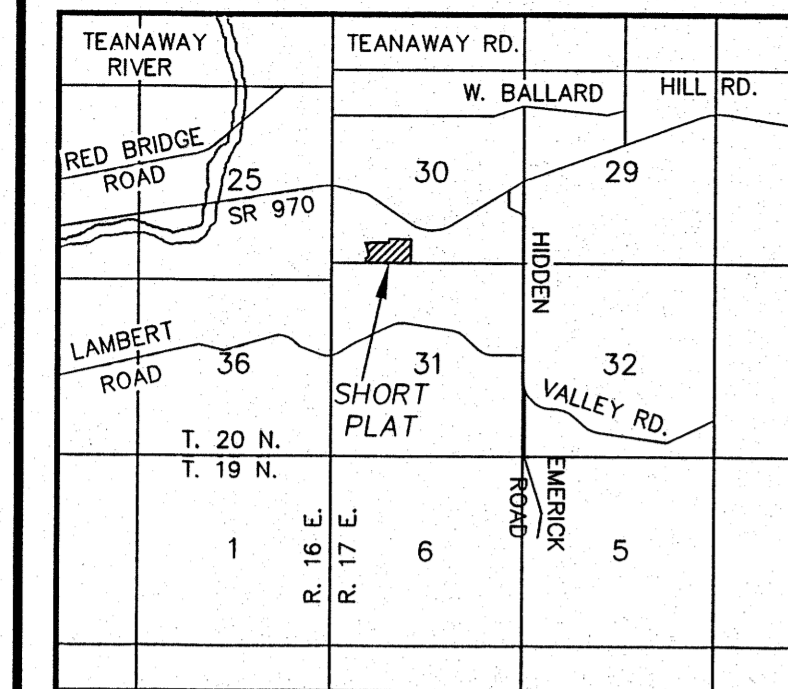 TEANAWAY
RIVER
TEANAWAY RD.
W. BALLARD
HILL RD.
RED BRIDGE
ROAD
25
30
29
SR 970
HIDDEN
LAMBERT
ROAD
36
31
32
SHORT
PLAT
VALLEY RD.
T. 20 N.
T. 19 N.
R. 16 E.
R. 17 E.
EMERICK
ROAD
1
6
5